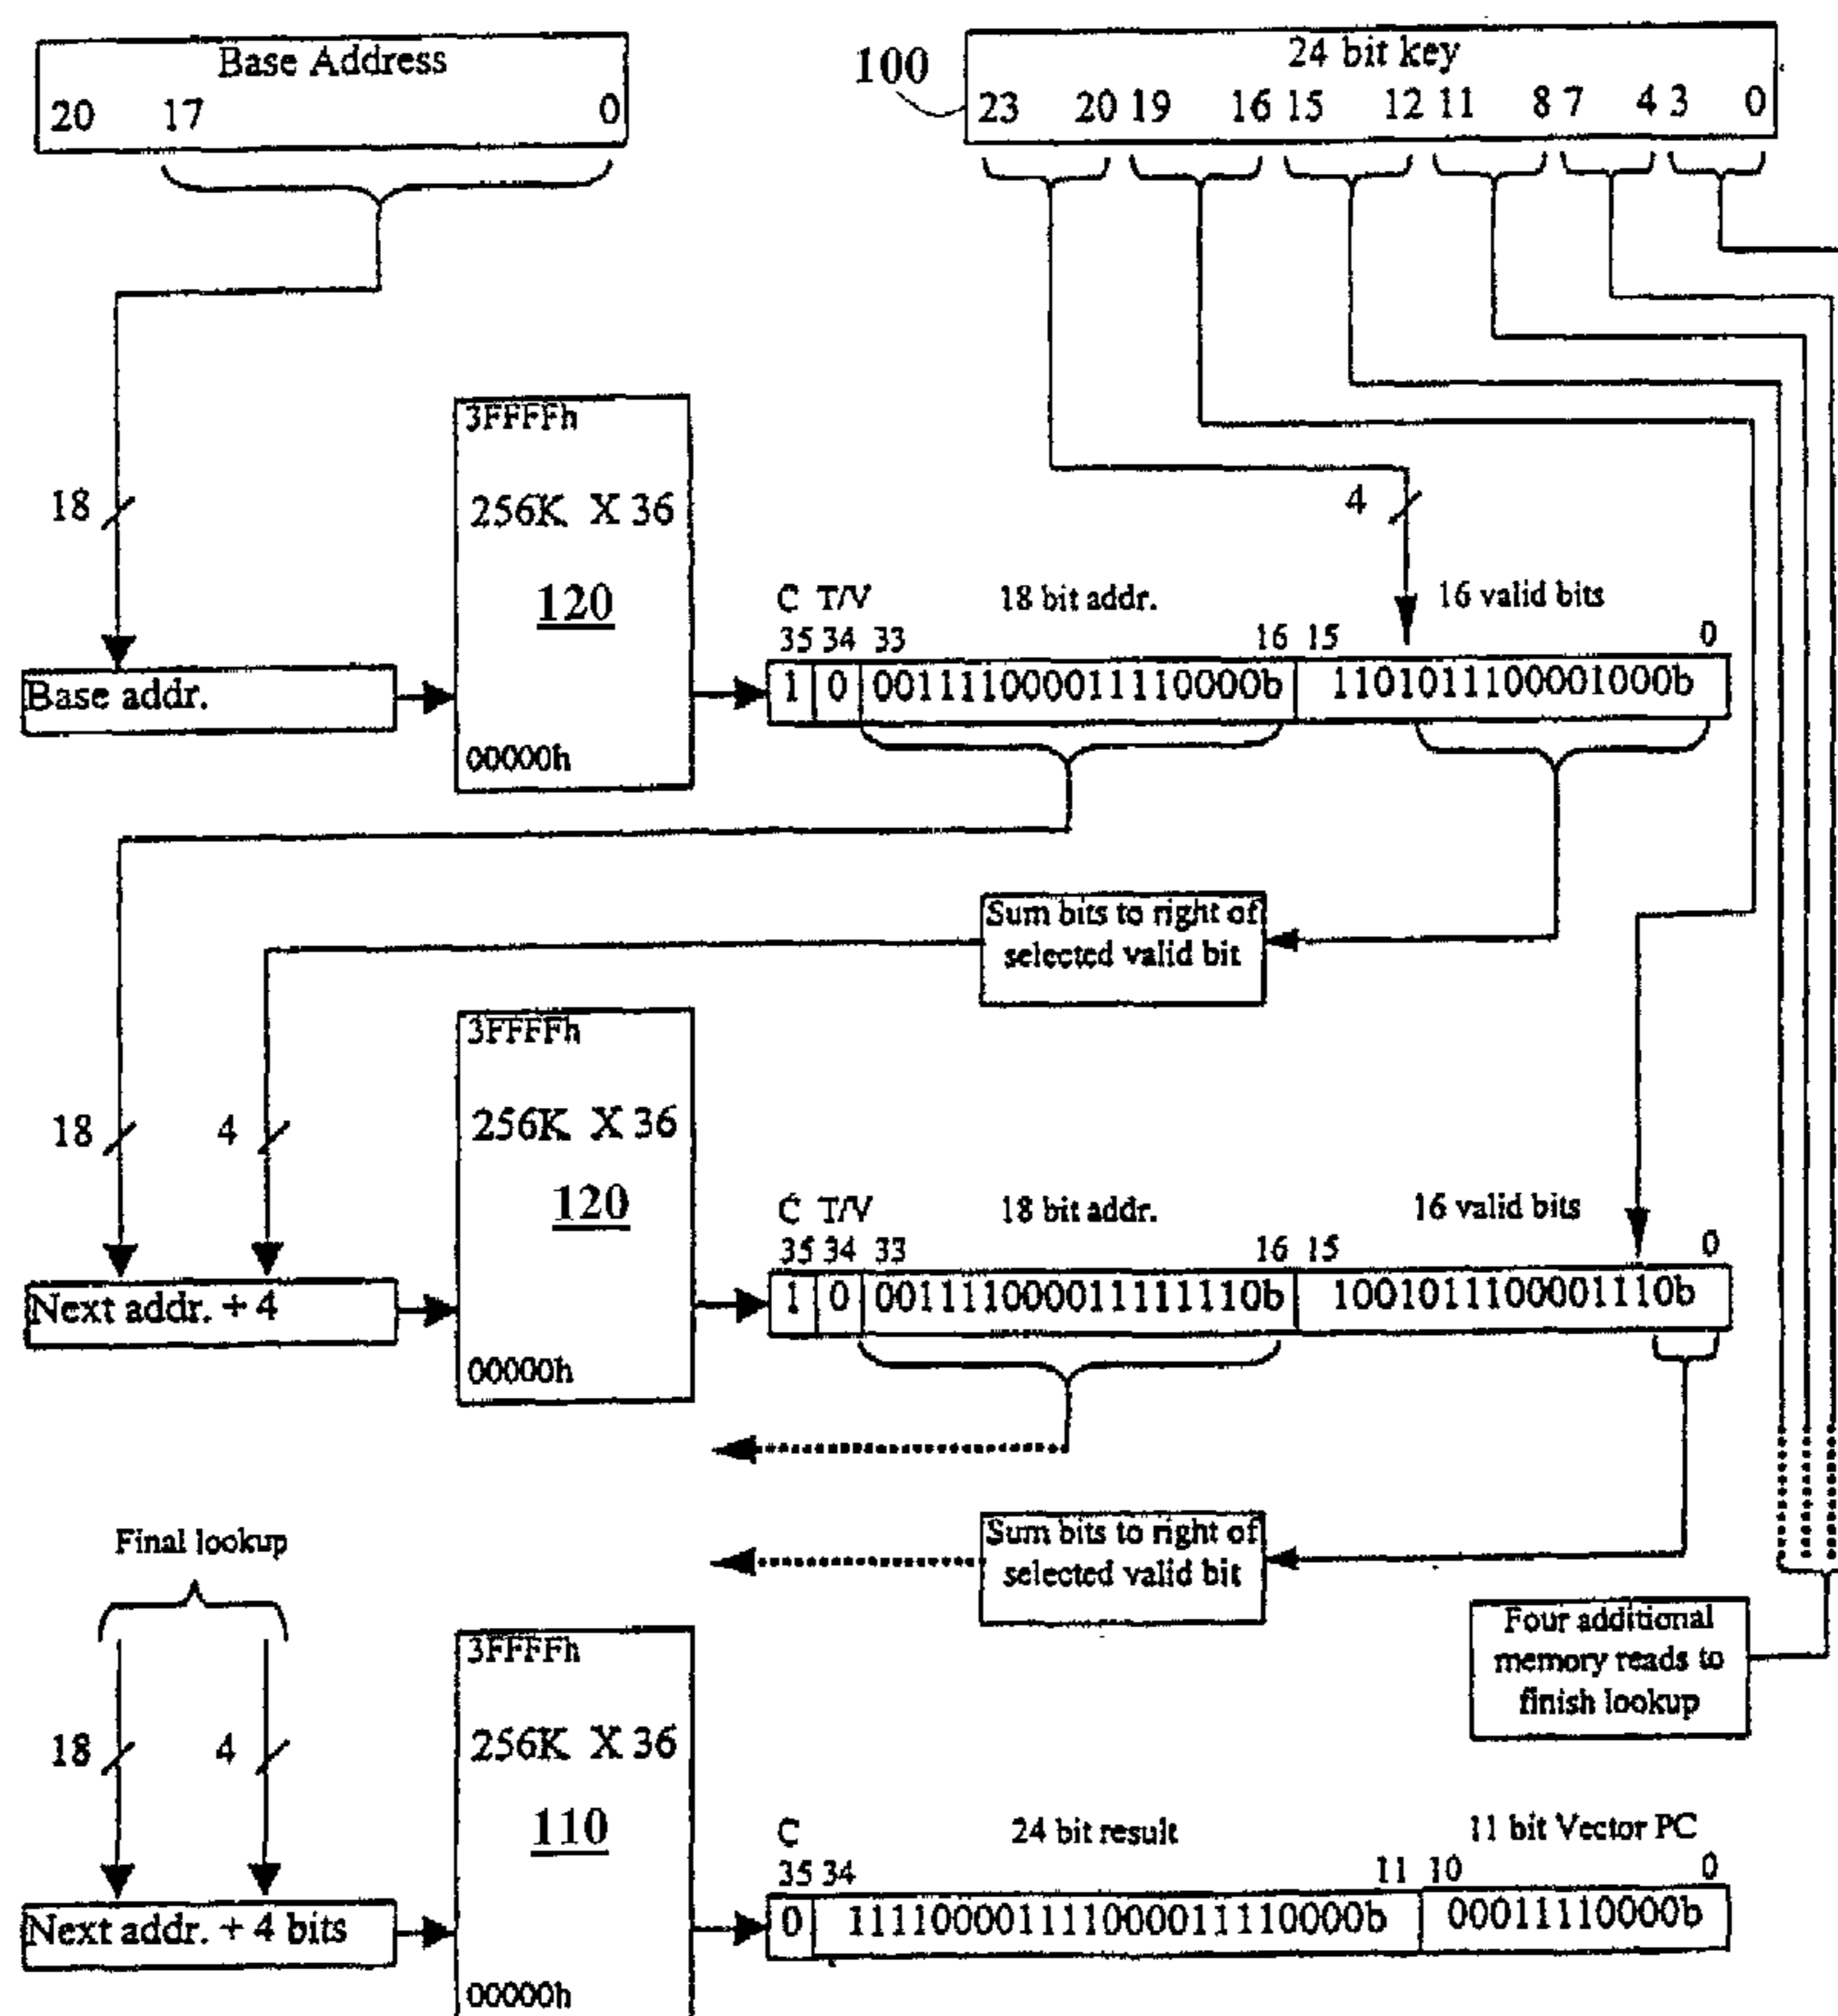 Base Address
20 17 0
100
24 bit key
23 20 19 16 15 12 11 8 7 4 3 0
3FFFFh
256K X 36
120
00000h
18
4
Base addr.
C T/V 18 bit addr. 16 valid bits
35 34 33 16 15 0
1 0 001111000011110000b 1101011100001000b
Sum bits to right of
selected valid bit
3FFFFh
256K X 36
120
00000h
18 4
Next addr. + 4
C T/V 18 bit addr. 16 valid bits
35 34 33 16 15 0
1 0 001111000011111110b 1001011100001110b
Sum bits to right of
selected valid bit
Final lookup
Four additional
memory reads to
finish lookup
3FFFFh
256K X 36
110
00000h
18 4
Next addr. + 4 bits
C 24 bit result 11 bit Vector PC
35 34 11 10 0
0 111100001111000011110000b 00011110000b